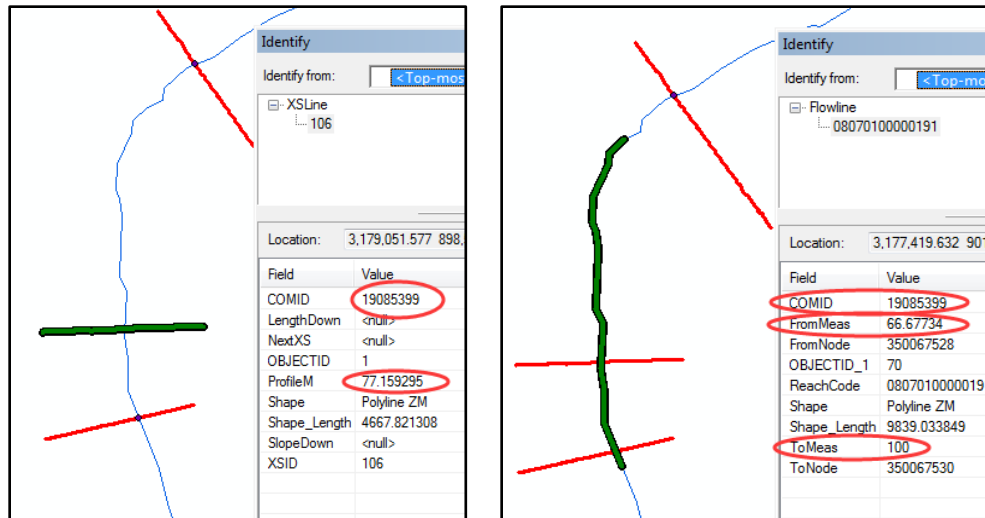 Identify
Identify from: <Top-mos
XSLine
106
Location: 3,179,051.577 898,
Field Value
COMID 19085399
LengthDown <null>
NextXS <null>
OBJECTID 1
ProfileM 77.159295
Shape Polyline ZM
Shape_Length 4667.821308
SlopeDown <null>
XSID 106
Identify
Identify from: <Top-mo
Flowline
08070100000191
Location: 3,177,419.632 901
Field Value
COMID 19085399
FromMeas 66.67734
FromNode 350067528
OBJECTID_1 70
ReachCode 0807010000019
Shape Polyline ZM
Shape_Length 9839.033849
ToMeas 100
ToNode 350067530